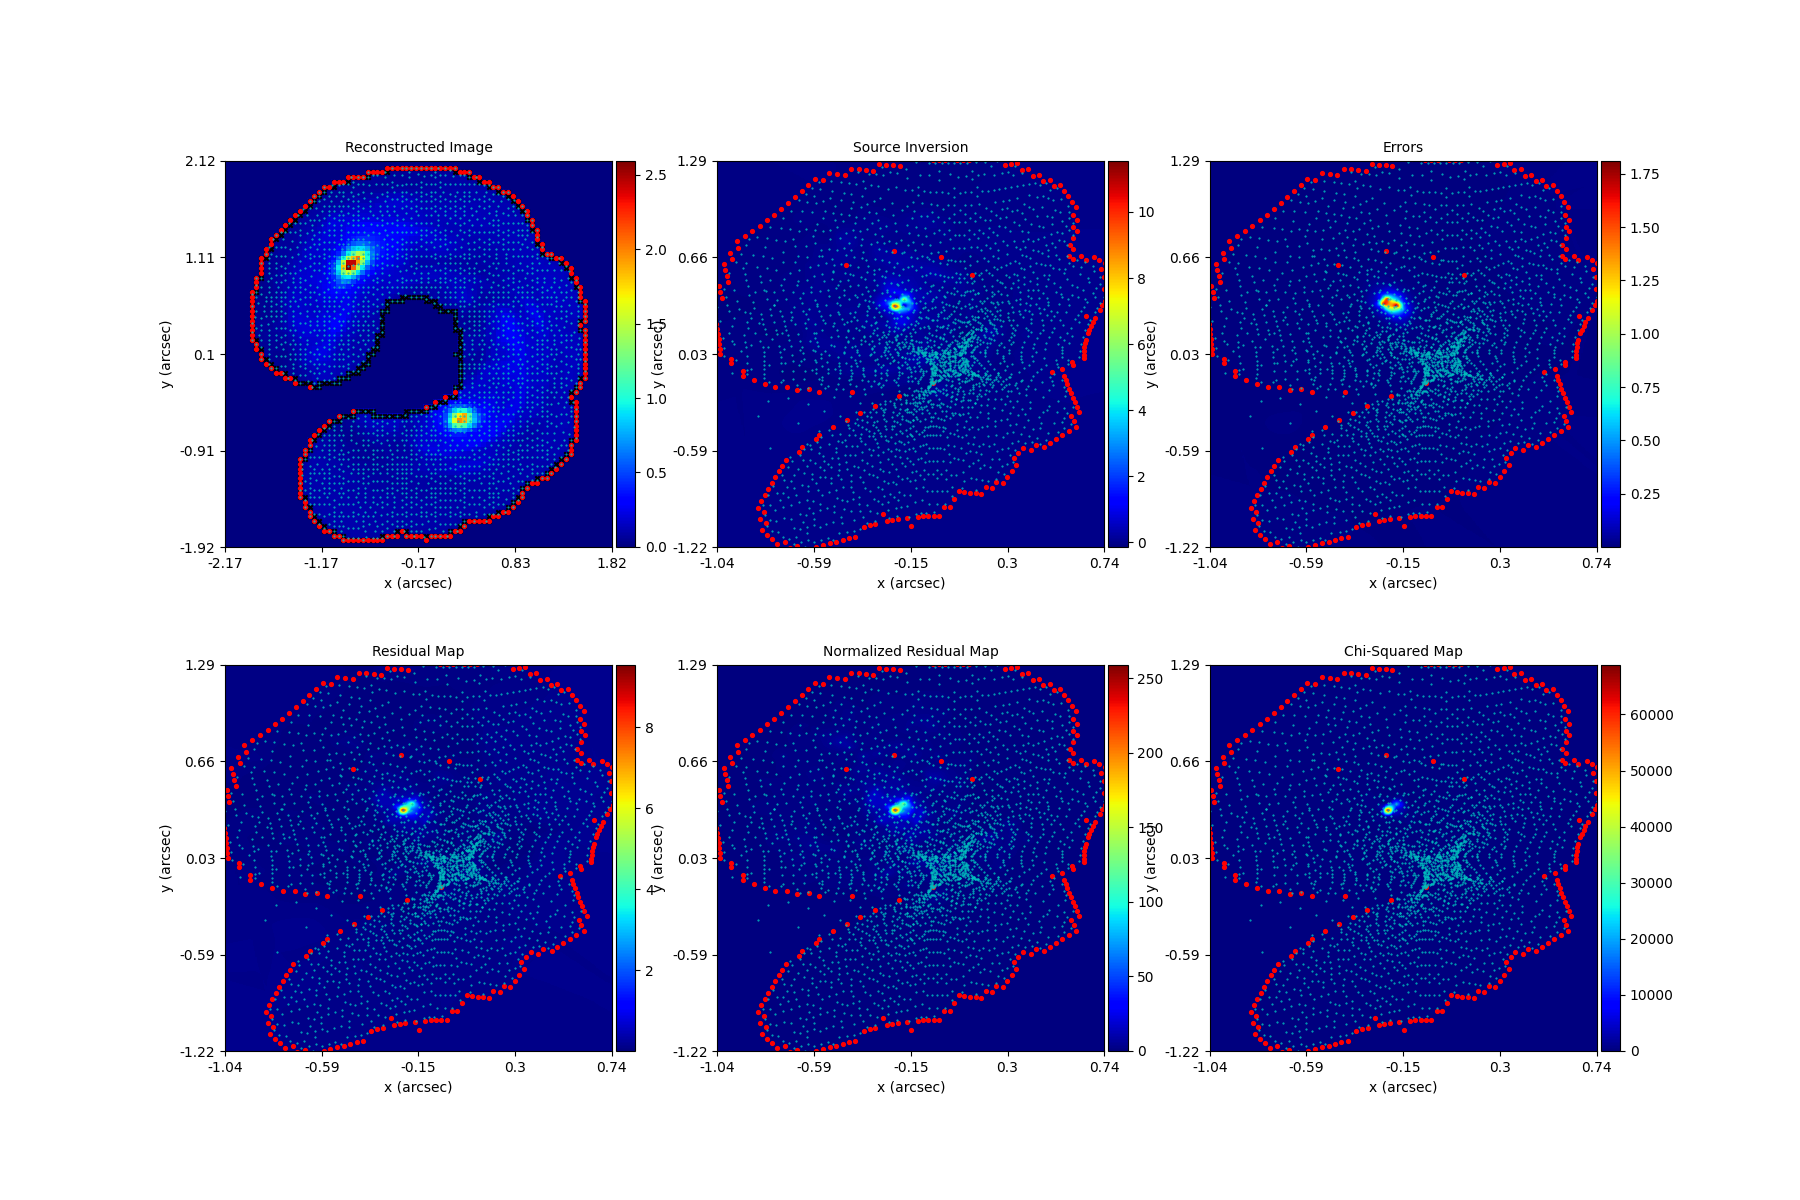 Reconstructed Image
2.12
1.11
0.1
-0.91
-1.92
y (arcsec)
-2.17 -1.17 -0.17 0.83 1.82
x (arcsec)
2.5
2.0
1.5
1.0
0.5
0.0
Source Inversion
1.29
0.66
0.03
-0.59
-1.22
y (arcsec)
-1.04 -0.59 -0.15 0.3 0.74
x (arcsec)
10
8
6
4
2
0
Errors
1.29
0.66
0.03
-0.59
-1.22
y (arcsec)
-1.04 -0.59 -0.15 0.3 0.74
x (arcsec)
1.75
1.50
1.25
1.00
0.75
0.50
0.25
Residual Map
1.29
0.66
0.03
-0.59
-1.22
y (arcsec)
-1.04 -0.59 -0.15 0.3 0.74
x (arcsec)
8
6
4
2
Normalized Residual Map
1.29
0.66
0.03
-0.59
-1.22
y (arcsec)
-1.04 -0.59 -0.15 0.3 0.74
x (arcsec)
250
200
150
100
50
0
Chi-Squared Map
1.29
0.66
0.03
-0.59
-1.22
y (arcsec)
-1.04 -0.59 -0.15 0.3 0.74
x (arcsec)
60000
50000
40000
30000
20000
10000
0